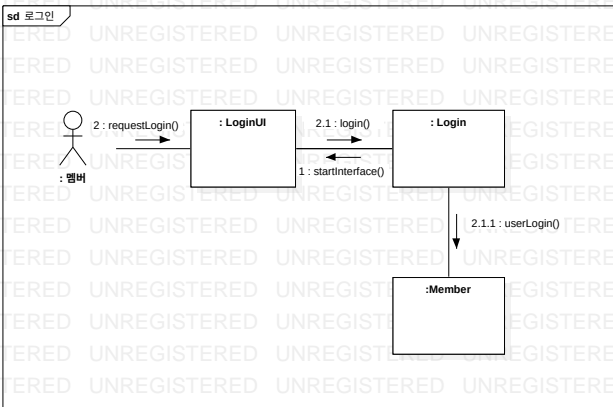 sd 로그인
2 : requestLogin()
: 멤버
: LoginUI
2.1 : login()
1 : startInterface()
: Login
2.1.1 : userLogin()
:Member
UNREGISTERED